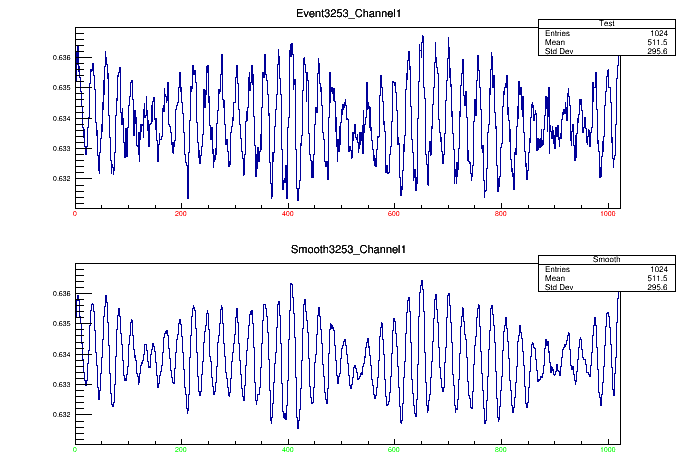 Event3253_Channel1
Test
Entries 1024
Mean 511.5
Std Dev 295.6
0.636
0.635
0.634
0.633
0.632
0 200 400 600 800 1000
Smooth3253_Channel1
Smooth
Entries 1024
Mean 511.5
Std Dev 295.6
0.636
0.635
0.634
0.633
0.632
0 200 400 600 800 1000